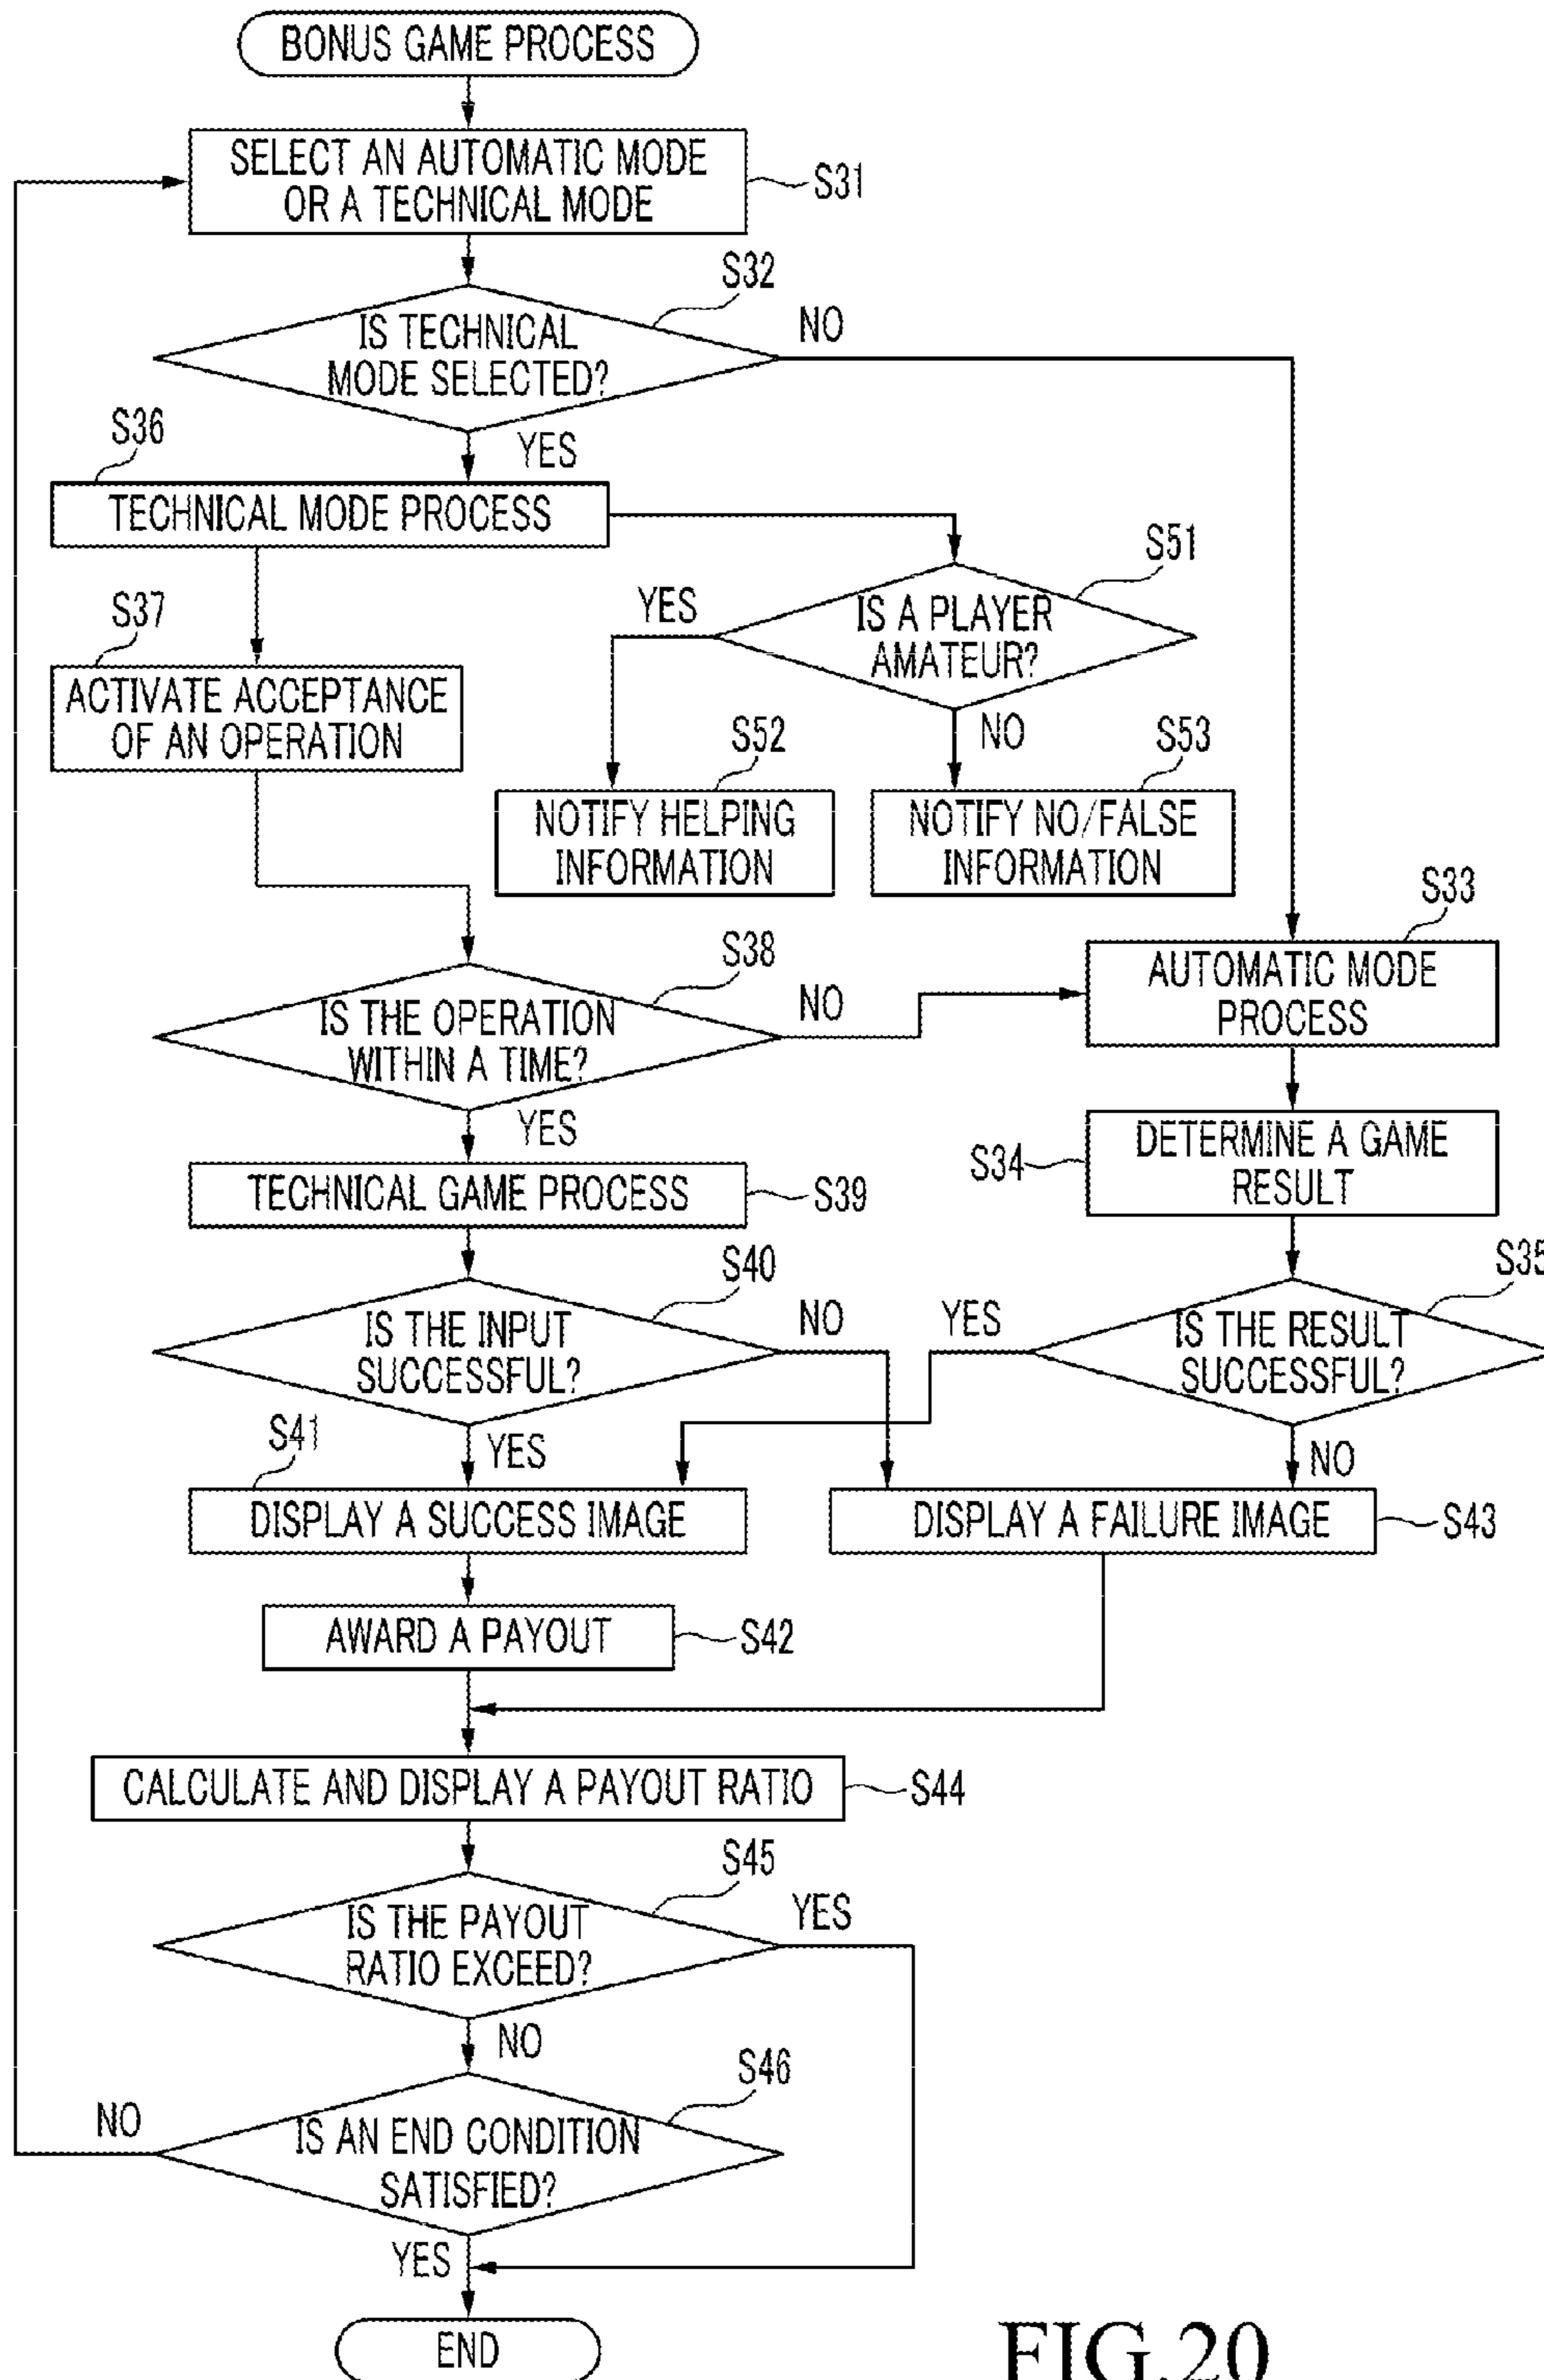 BONUS GAME PROCESS
SELECT AN AUTOMATIC MODE
OR A TECHNICAL MODE
S31
S32
IS TECHNICAL
MODE SELECTED?
NO
YES
S36
TECHNICAL MODE PROCESS
S51
IS A PLAYER
AMATEUR?
YES
NO
S37
ACTIVATE ACCEPTANCE
OF AN OPERATION
S52
NOTIFY HELPING
INFORMATION
S53
NOTIFY NO/FALSE
INFORMATION
S33
AUTOMATIC MODE
PROCESS
S38
IS THE OPERATION
WITHIN A TIME?
NO
YES
S34
DETERMINE A GAME
RESULT
TECHNICAL GAME PROCESS
S39
S40
IS THE INPUT
SUCCESSFUL?
NO
YES
S35
IS THE RESULT
SUCCESSFUL?
YES
NO
S41
DISPLAY A SUCCESS IMAGE
DISPLAY A FAILURE IMAGE
S43
AWARD A PAYOUT
S42
CALCULATE AND DISPLAY A PAYOUT RATIO
S44
S45
IS THE PAYOUT
RATIO EXCEED?
YES
NO
S46
IS AN END CONDITION
SATISFIED?
NO
YES
END
FIG.20